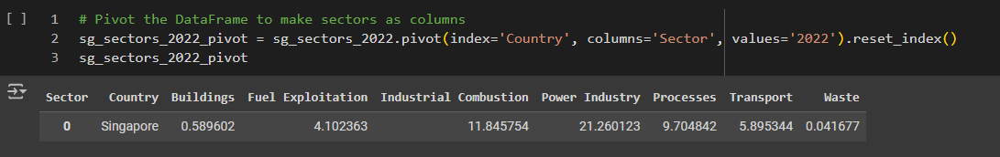 [ ] 1 # Pivot the DataFrame to make sectors as columns
2 sg_sectors_2022_pivot = sg_sectors_2022.pivot(index='Country', columns='Sector', values='2022').reset_index()
3 sg_sectors_2022_pivot
Sector Country Buildings Fuel Exploitation Industrial Combustion Power Industry Processes Transport Waste
0 Singapore 0.589602 4.102363 11.845754 21.260123 9.704842 5.895344 0.041677